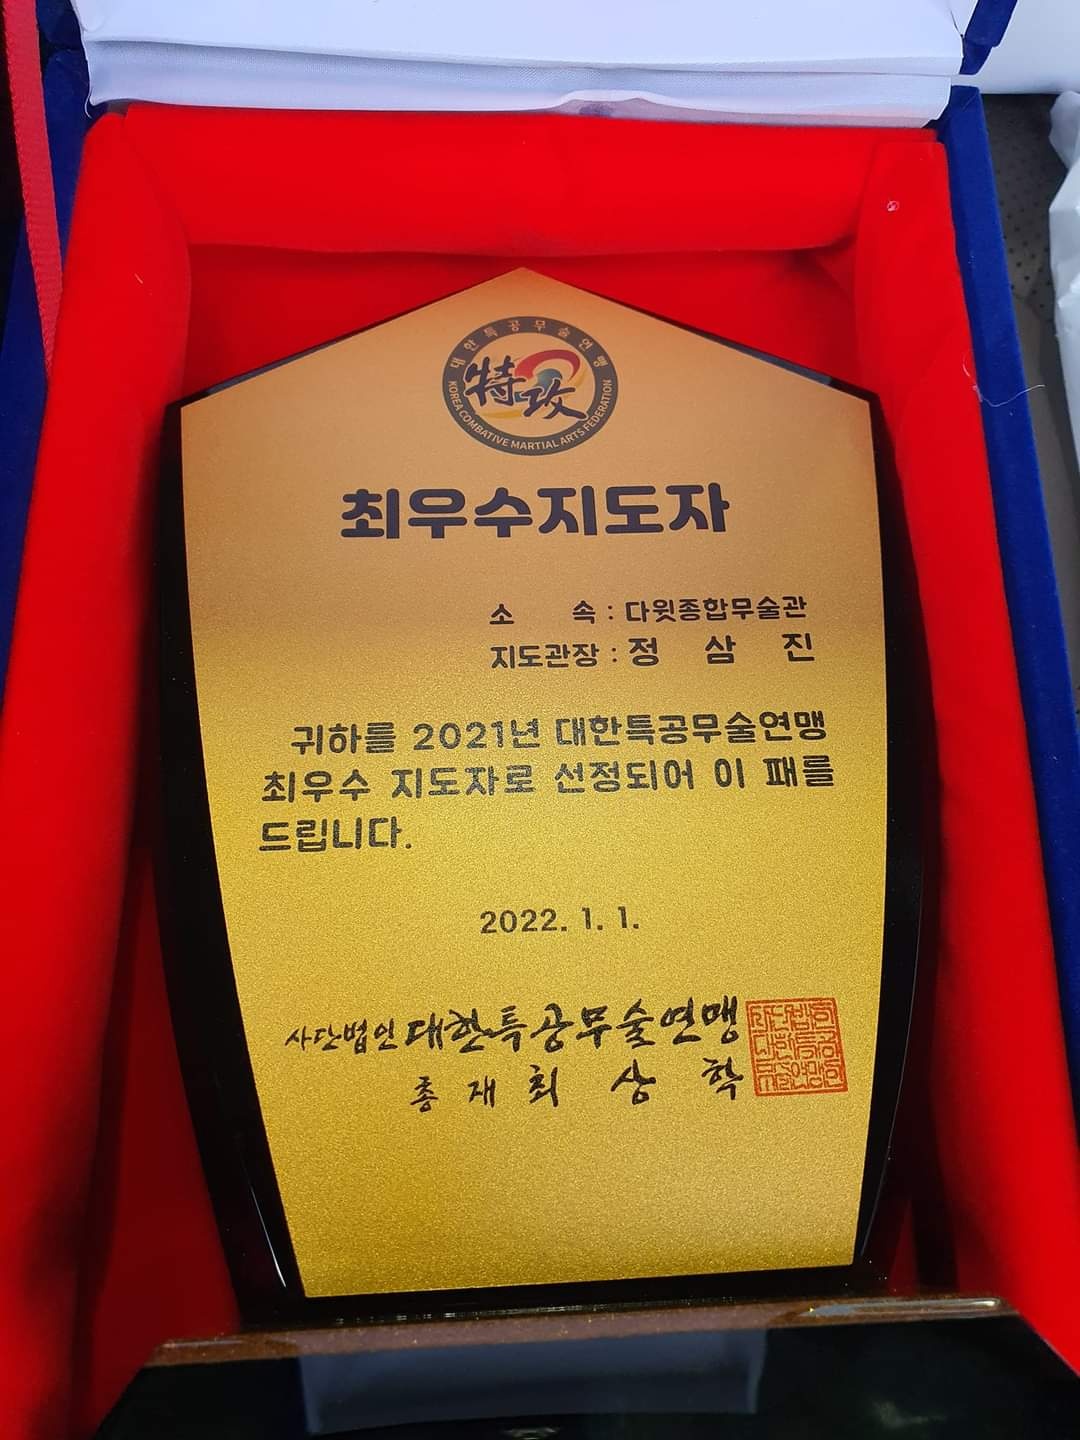 대한특공무술연맹
特攻
KOREA COMBATIVE MARTIAL ARTS FEDERATION
최우수지도자
소 속 : 다윗종합무술관
지도관장 : 정 삼 진
귀하를 2021년 대한특공무술연맹
최우수 지도자로 선정되어 이 패를
드립니다.
2022. 1. 1.
사단법인 대한특공무술연맹
총 재 최 상 학